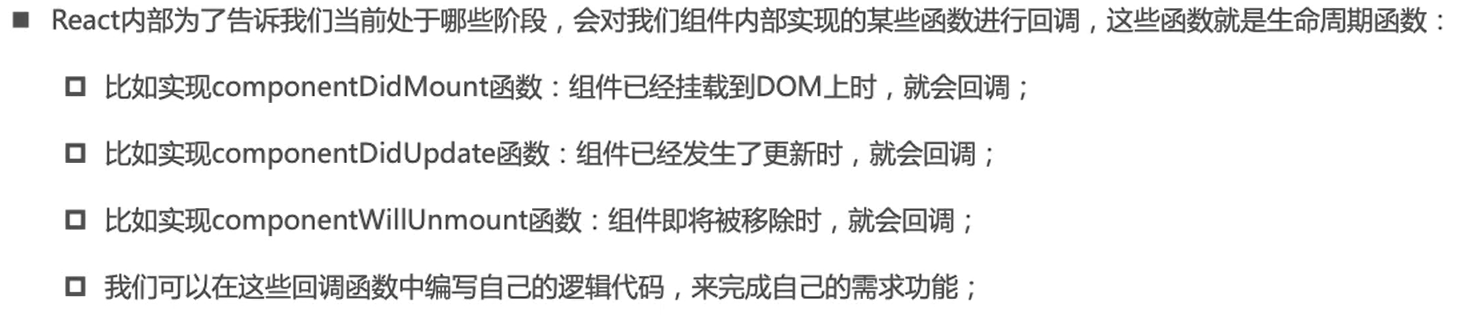 React内部为了告诉我们当前处于哪些阶段，会对我们组件内部实现的某些函数进行回调，这些函数就是生命周期函数：
比如实现componentDidMount函数：组件已经挂载到DOM上时，就会回调；
比如实现componentDidUpdate函数：组件已经发生了更新时，就会回调；
比如实现componentWillUnmount函数：组件即将被移除时，就会回调；
我们可以在这些回调函数中编写自己的逻辑代码，来完成自己的需求功能；